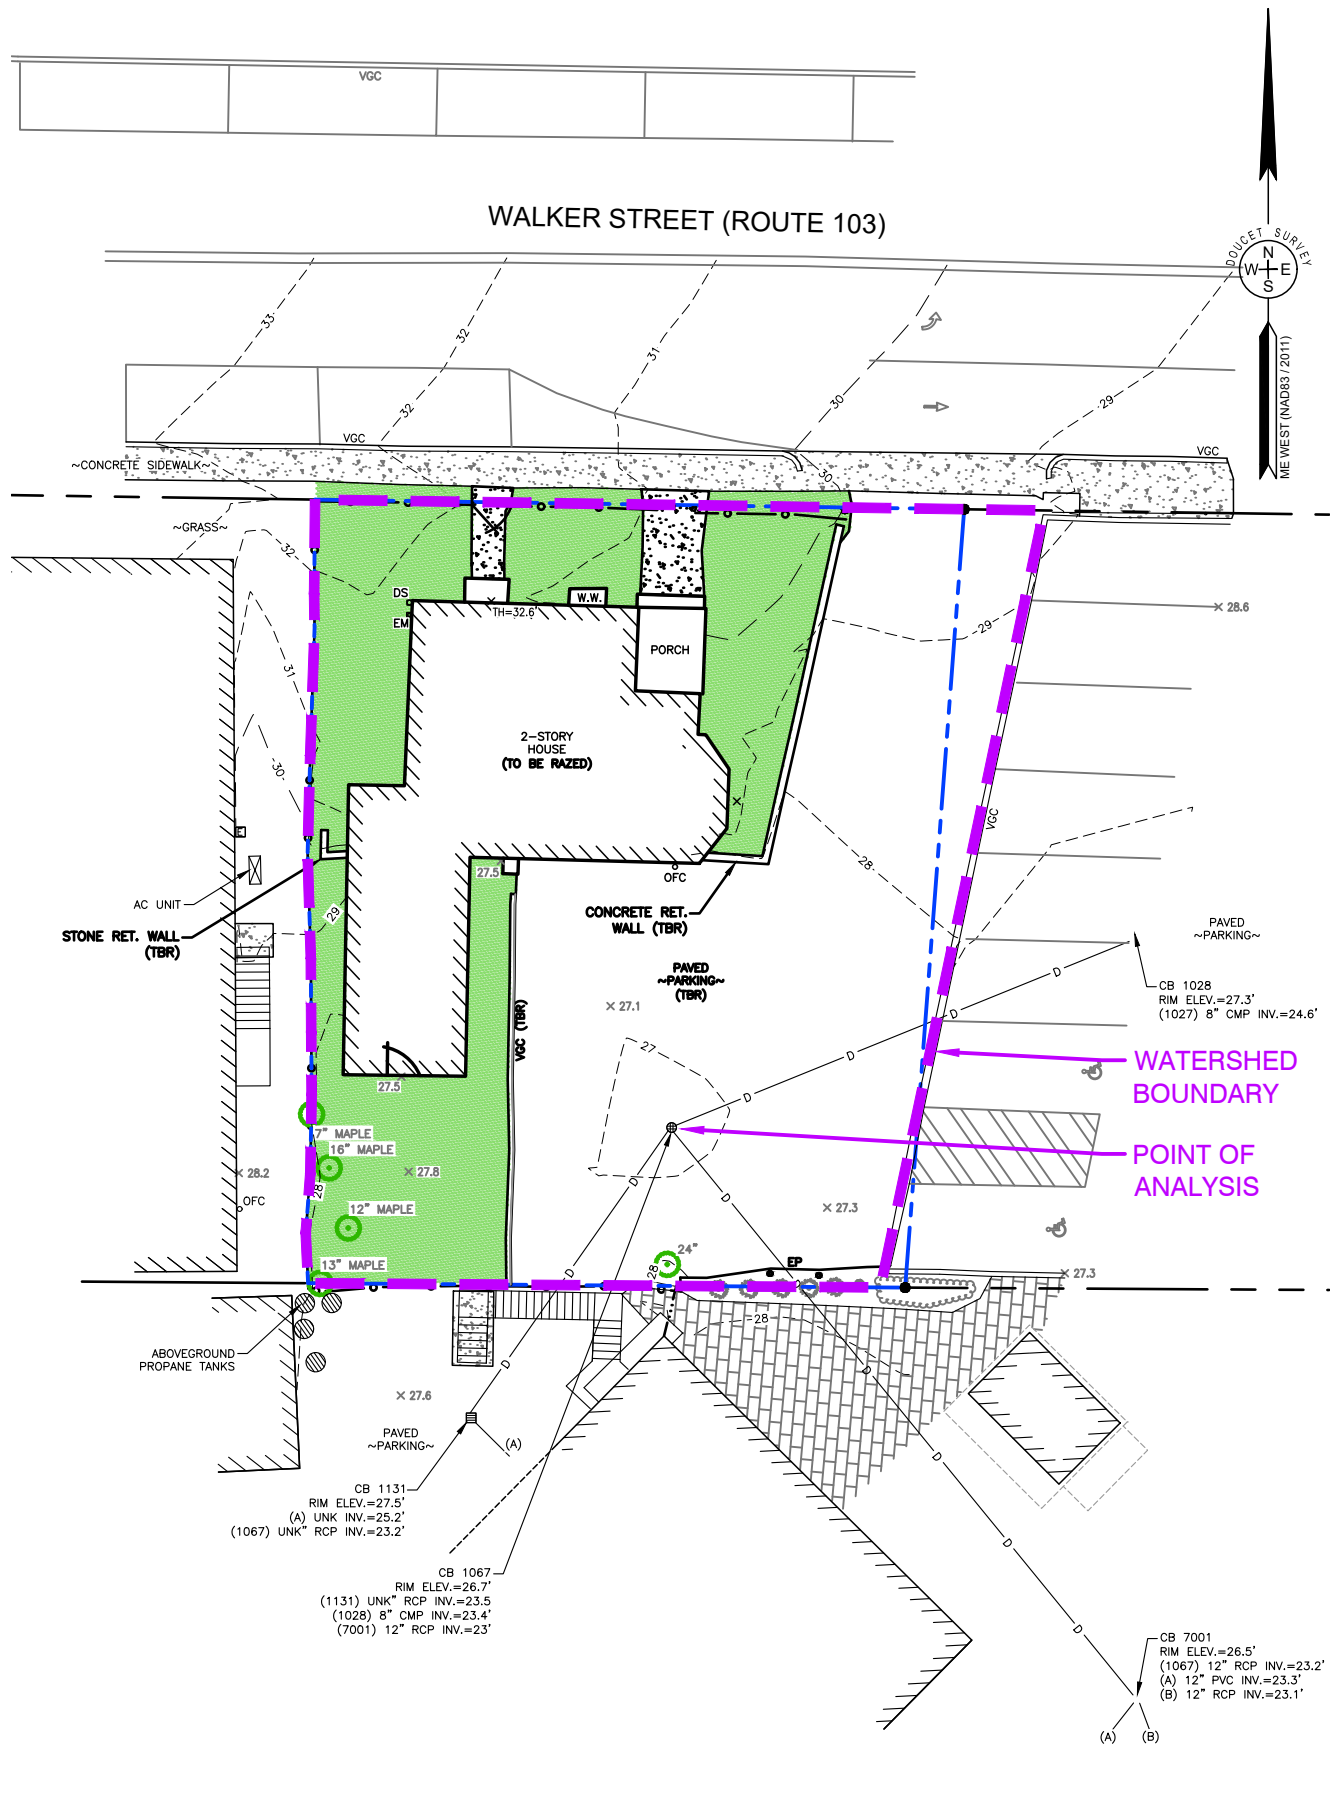 VGC
WALKER STREET (ROUTE 103)
DOUCET SURVEY
N
W E
S
ME WEST (NAD83 / 2011)
33
32
31
30
29
32
VGC
~CONCRETE SIDEWALK~
30
VGC
~GRASS~
32
DS
EM
TH=32.6'
W.W.
PORCH
× 28.6
29
31
2-STORY
HOUSE
(TO BE RAZED)
30
E
VGC
28
27.5
OFC
AC UNIT
29
CONCRETE RET.
WALL (TBR)
STONE RET. WALL
(TBR)
PAVED
~PARKING~
PAVED
~PARKING~
(TBR)
D
CB 1028
RIM ELEV.=27.3'
(1027) 8" CMP INV.=24.6'
× 27.1
VGC (TBR)
D
27
D
WATERSHED
BOUNDARY
27.5
D
7" MAPLE
16" MAPLE
POINT OF
ANALYSIS
× 28.2
× 27.8
D
D
28
OFC
12" MAPLE
× 27.3
13" MAPLE
24"
28
D
EP
D
× 27.3
28
ABOVEGROUND
PROPANE TANKS
D
D
× 27.6
PAVED
~PARKING~
(A)
D
CB 1131
RIM ELEV.=27.5'
(A) UNK INV.=25.2'
(1067) UNK" RCP INV.=23.2'
D
CB 1067
RIM ELEV.=26.7'
(1131) UNK" RCP INV.=23.5
(1028) 8" CMP INV.=23.4'
(7001) 12" RCP INV.=23'
D
CB 7001
RIM ELEV.=26.5'
(1067) 12" RCP INV.=23.2'
(A) 12" PVC INV.=23.3'
(B) 12" RCP INV.=23.1'
(A) (B)